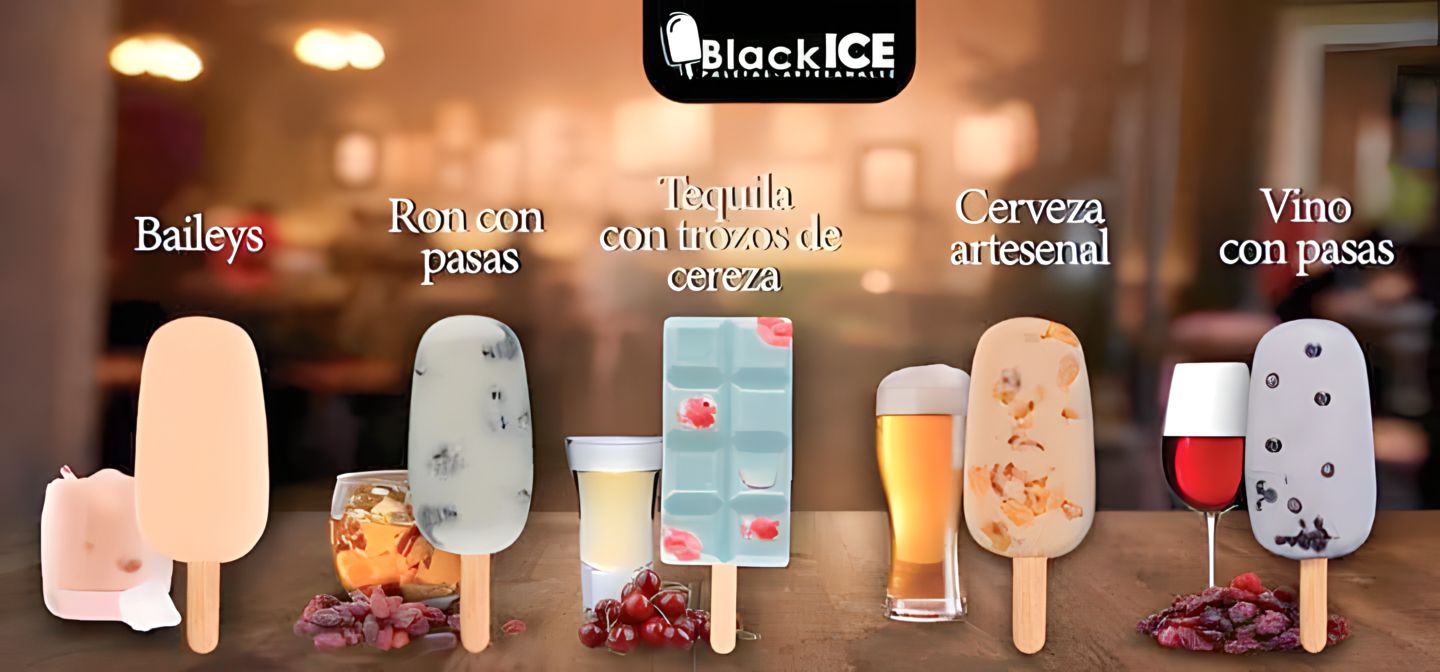 BlackICE
Baileys
Ron con
pasas
Tequila
con trozos de
cereza
Cerveza
artesenal
Vino
con pasas